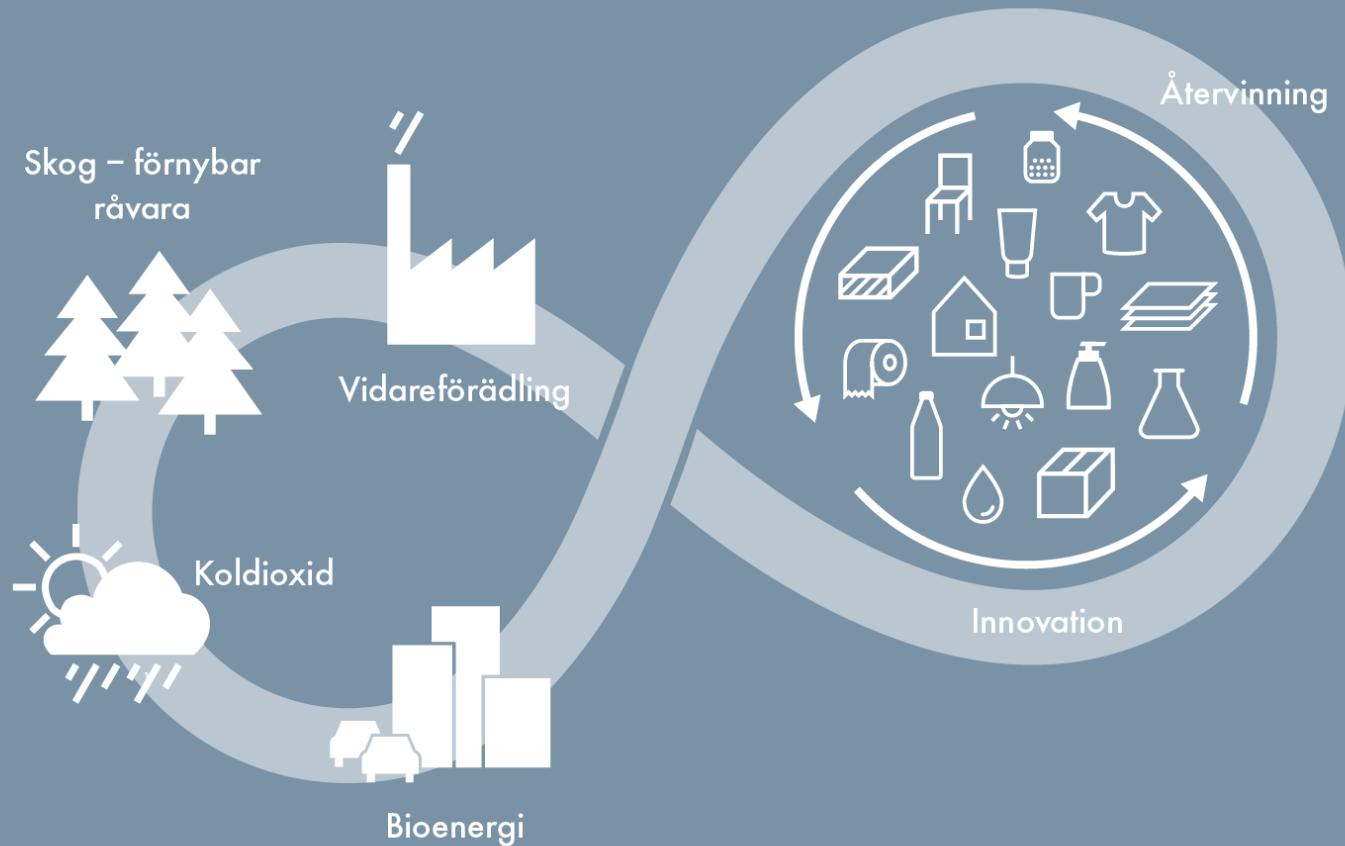 Återvinning
Skog – förnybar
råvara
Vidareförädling
Koldioxid
Innovation
Bioenergi